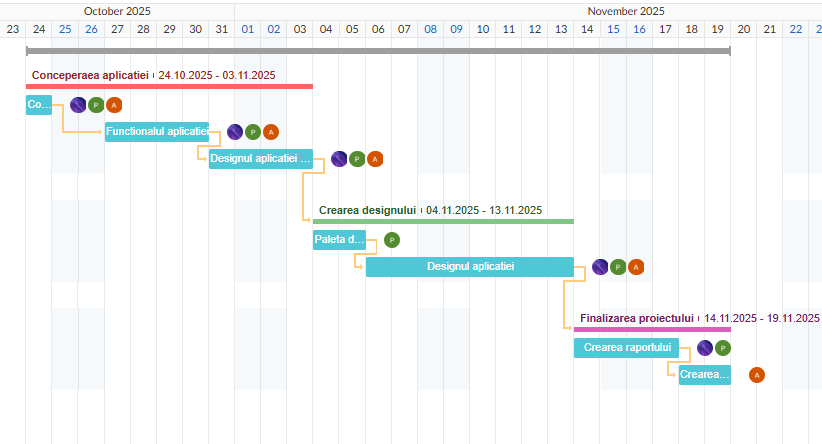 October 2025 November 2025
23 24 25 26 27 28 29 30 31 01 02 03 04 05 06 07 08 09 10 11 12 13 14 15 16 17 18 19 20 21 22 2
Conceperaea aplicatiei 24.10.2025 - 03.11.2025
Co... P A
Functionalul aplicatiei P A
Designul aplicatiei ... P A
Crearea designului 04.11.2025 - 13.11.2025
Paleta d... P
Designul aplicatiei P A
Finalizarea proiectului 14.11.2025 - 19.11.2025
Crearea raportului P
Crearea... A